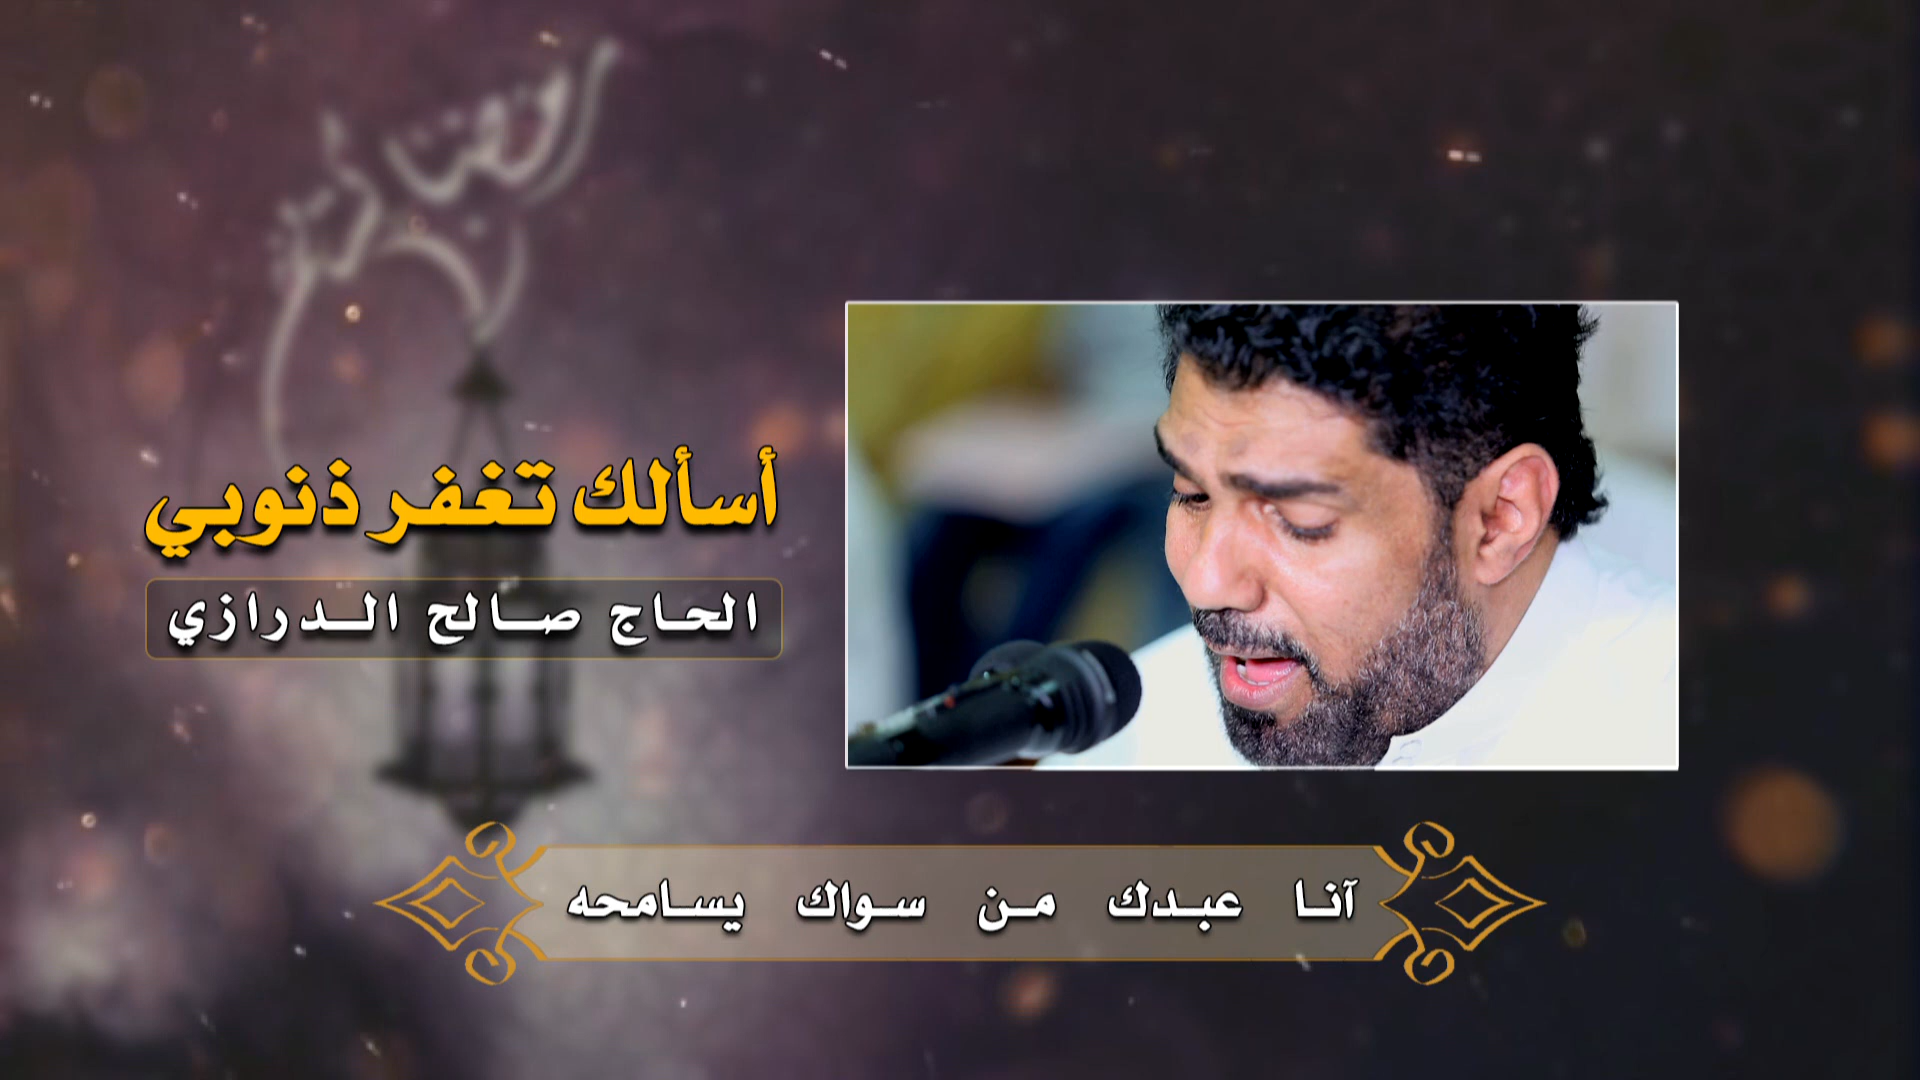 أسألك تغفر ذنوبي
الحاج صالح الدرازي
آنا عبدك من سواك يسامحه